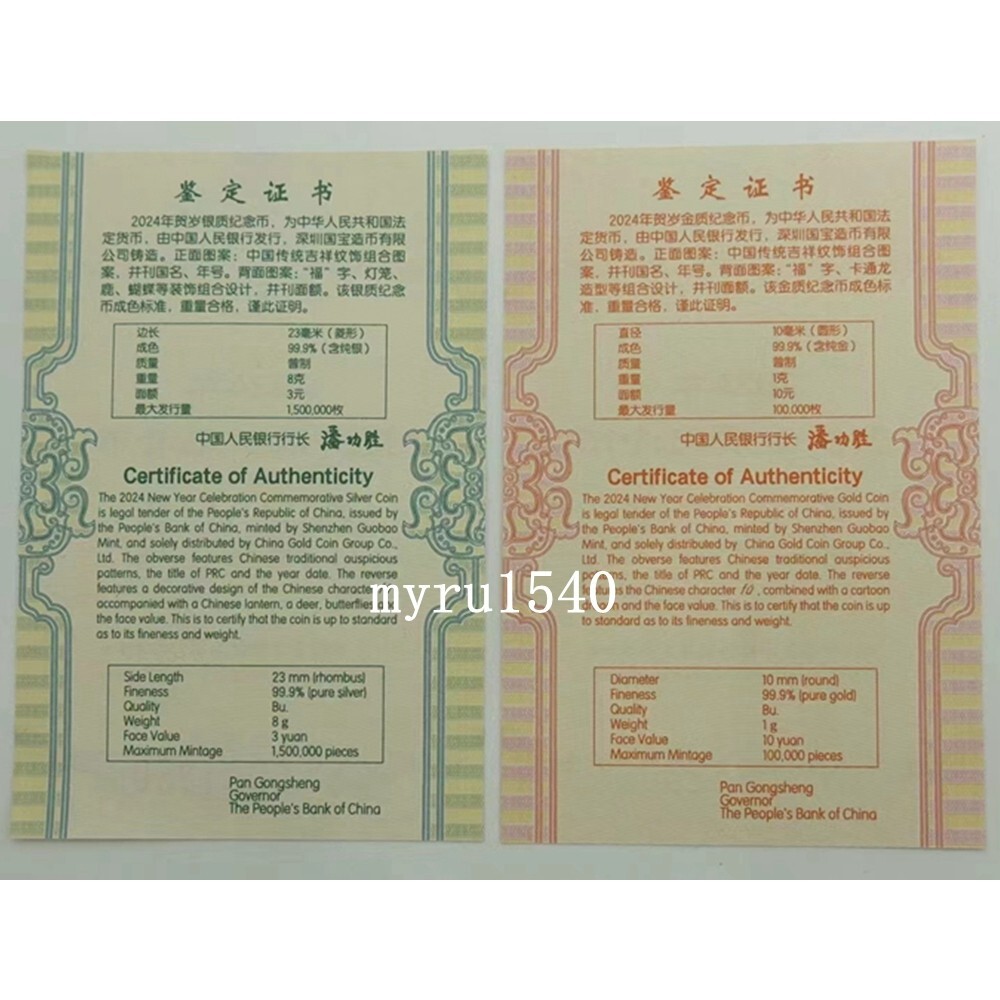 鉴定证书
2024年贺岁银质纪念币，为中华人民共和国法
定货币，由中国人民银行发行，深圳国宝造币有限
公司铸造。正面图案：中国传统吉祥纹饰组合图
案，并刊国名、年号。背面图案：“福”字、灯笼、
鹿、蝴蝶等装饰组合设计，并刊面额。该银质纪念
币成色标准，重量合格，谨此证明。
边长 23毫米（菱形）
成色 99.9%（含纯银）
质量 普制
重量 8克
面额 3元
最大发行量 1,500,000枚
中国人民银行行长 潘功胜
Certificate of Authenticity
The 2024 New Year Celebration Commemorative Silver Coin
is legal tender of the People's Republic of China, issued by
the People's Bank of China, minted by Shenzhen Guobao
Mint, and solely distributed by China Gold Coin Group Co.,
Ltd. The obverse features Chinese traditional auspicious
patterns, the title of PRC and the year date. The reverse
features a decorative design of the Chinese character
accompanied with a Chinese lantern, a deer, butterflies
the face value. This is to certify that the coin is up to standard
as to its fineness and weight.
Side Length 23 mm (rhombus)
Fineness 99.9% (pure silver)
Quality Bu.
Weight 8 g
Face Value 3 yuan
Maximum Mintage 1,500,000 pieces
Pan Gongsheng
Governor
The People's Bank of China
鉴定证书
2024年贺岁金质纪念币，为中华人民共和国法
定货币，由中国人民银行发行，深圳国宝造币有限
公司铸造。正面图案：中国传统吉祥纹饰组合图
案，并刊国名、年号。背面图案：“福”字、卡通龙
造型等组合设计，并刊面额。该金质纪念币成色标
准，重量合格，谨此证明。
直径 10毫米（圆形）
成色 99.9%（含纯金）
质量 普制
重量 1克
面额 10元
最大发行量 100,000枚
中国人民银行行长 潘功胜
Certificate of Authenticity
The 2024 New Year Celebration Commemorative Gold Coin
is legal tender of the People's Republic of China, issued by
the People's Bank of China, minted by Shenzhen Guobao
Mint, and solely distributed by China Gold Coin Group Co.,
Ltd. The obverse features Chinese traditional auspicious
the title of PRC and the year date. The reverse
the Chinese character fú, combined with a cartoon
and the face value. This is to certify that the coin is up
to standard as to its fineness and weight.
Diameter 10 mm (round)
Fineness 99.9% (pure gold)
Quality Bu.
Weight 1 g
Face Value 10 yuan
Maximum Mintage 100,000 pieces
Pan Gongsheng
Governor
The People's Bank of China
myru1540